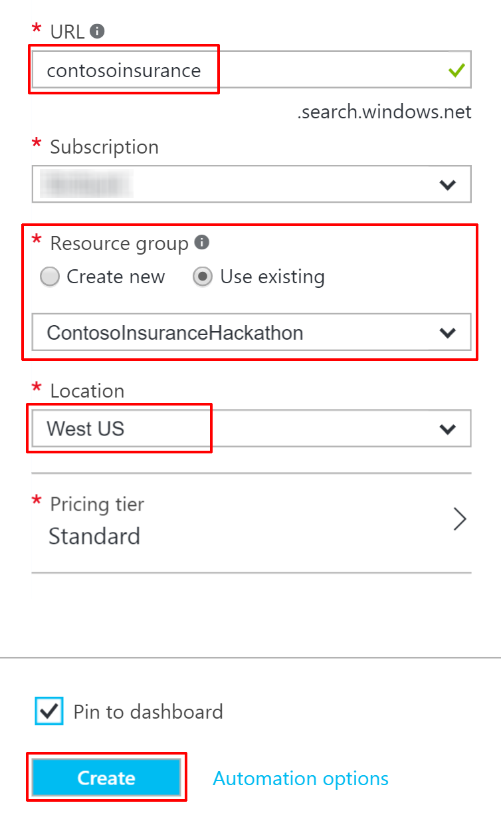 * URL
contosoinsurance
.search.windows.net
* Subscription
* Resource group
Create new Use existing
ContosoInsuranceHackathon
* Location
West US
* Pricing tier
Standard
Pin to dashboard
Create Automation options